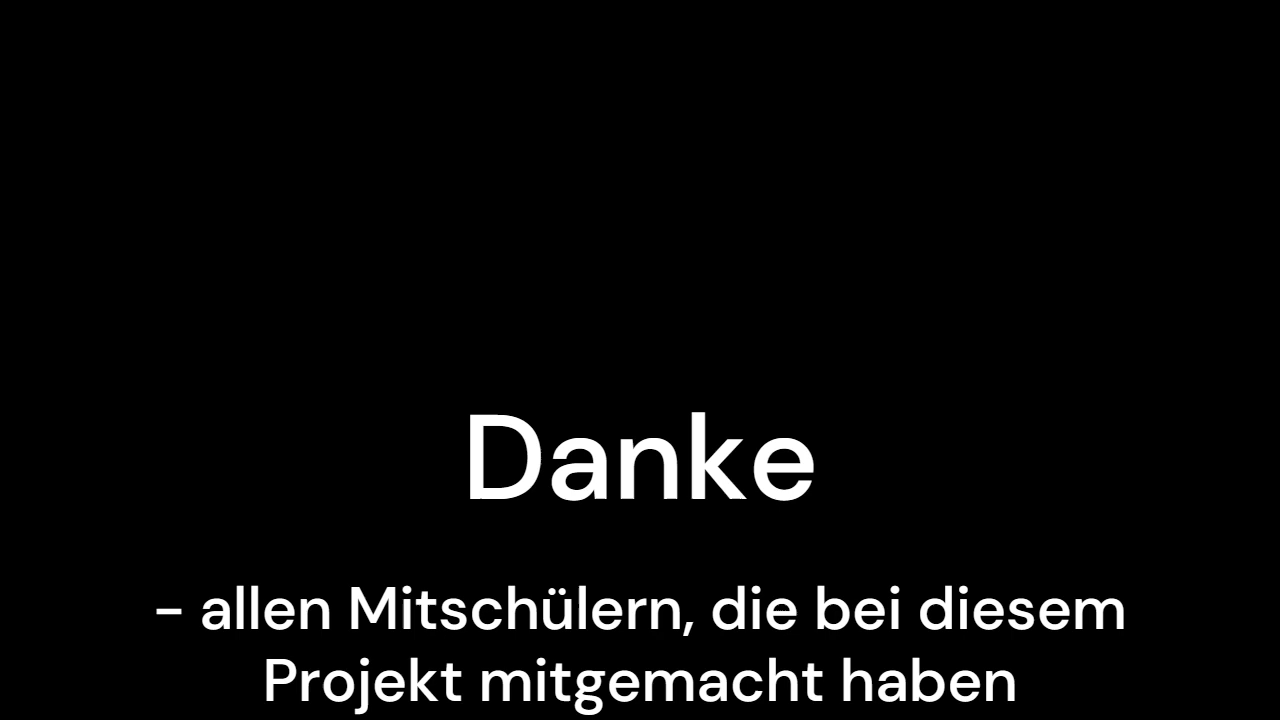 Danke
- allen Mitschülern, die bei diesem
Projekt mitgemacht haben